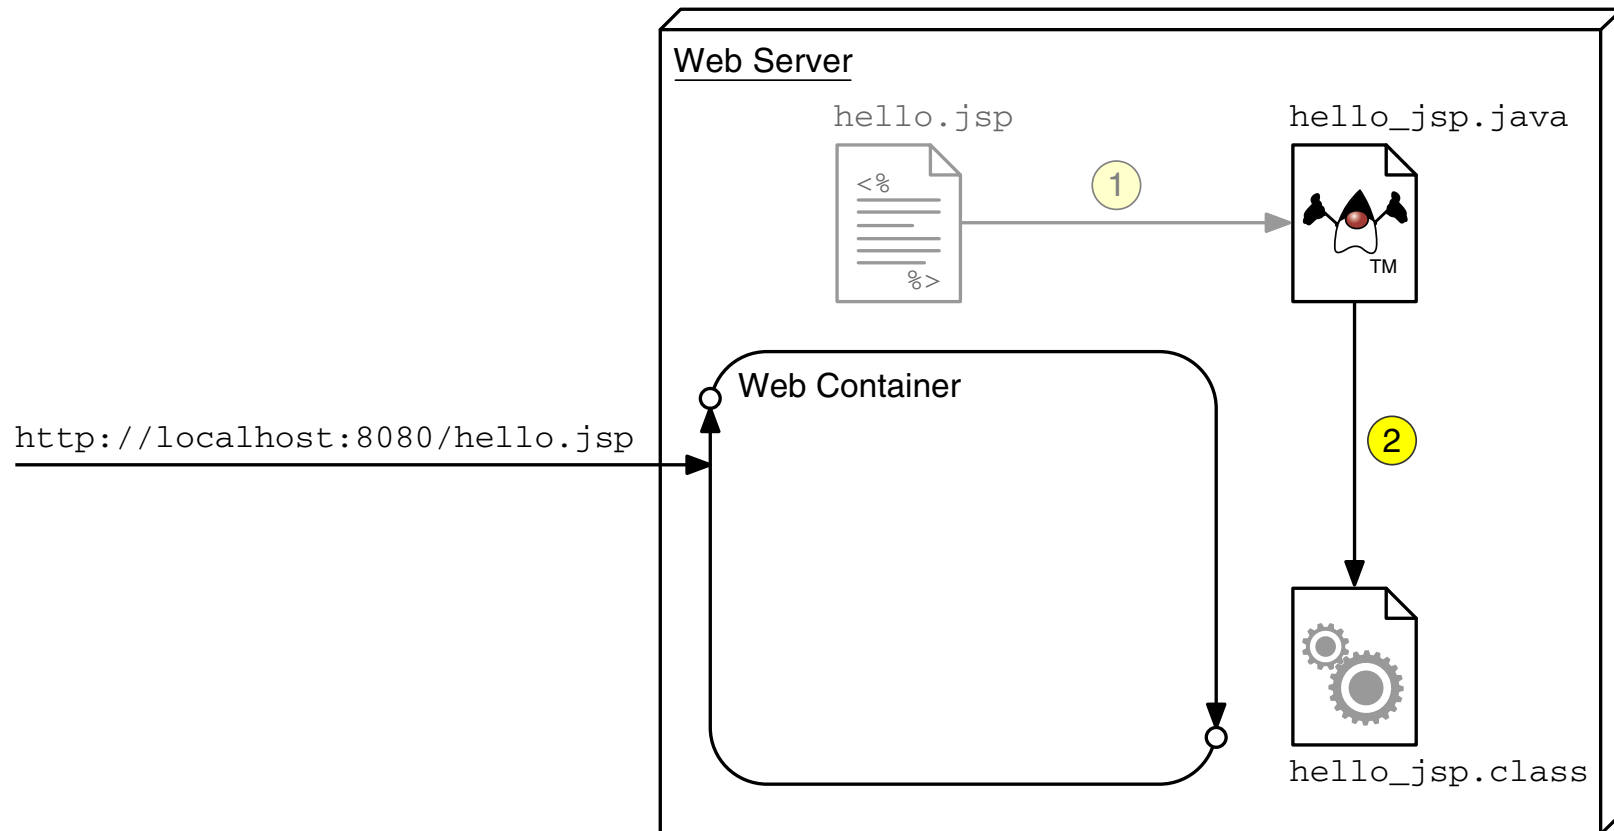 Web Server
hello.jsp
hello_jsp.java
1
<%
%>
TM
Web Container
http://localhost:8080/hello.jsp
2
hello_jsp.class